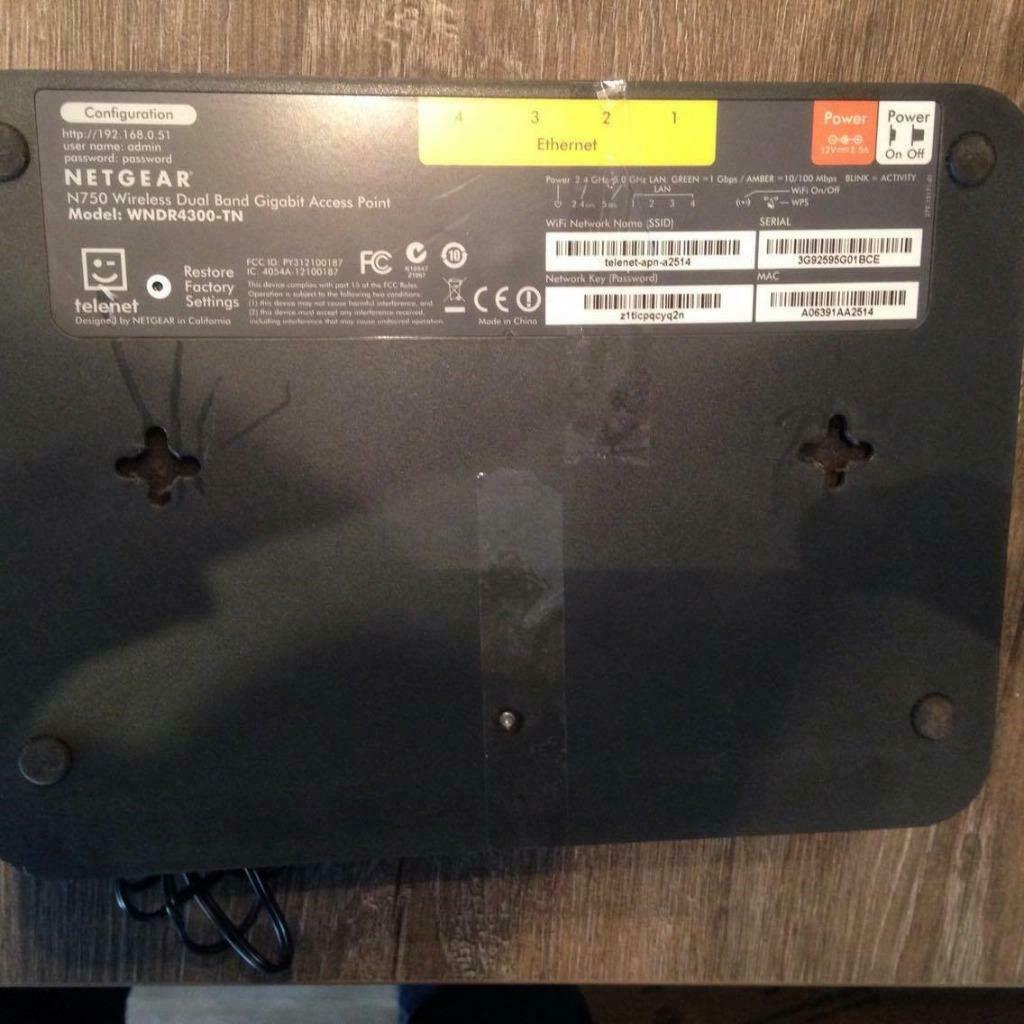 Configuration
http://192.168.0.51
user name: admin
password: password
NETGEAR
N750 Wireless Dual Band Gigabit Access Point
Model: WNDR4300-TN
telenet
Designed by NETGEAR in California
Restore
Factory
Settings
FCC ID: PY312100187
IC: 4054A-12100187
This device complies with part 15 of the FCC Rules.
Operation is subject to the following two conditions:
(1) this device may not cause harmful interference, and
(2) this device must accept any interference received,
including interference that may cause undesired operation.
FC
N10947
10
CE
Made in China
4 3 2 1
Ethernet
Power
12V
Power
On Off
Power 2.4 GHz 5.0 GHz LAN: GREEN =1 Gbps / AMBER =10/100 Mbps BLINK = ACTIVITY
LAN
1 2 3 4
WiFi On/Off
WPS
WiFi Network Name (SSID)
telenet-apn-a2514
SERIAL
3G92595G01BCE
Network Key (Password)
z1ticpqcyq2n
MAC
A06391AA2514